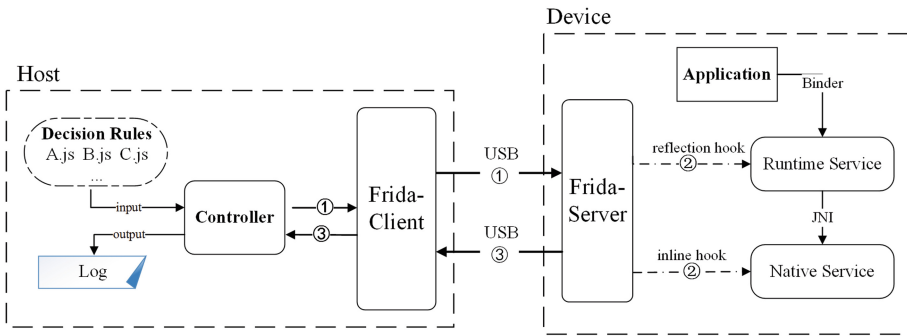 Device
Host
Application
Binder
Decision Rules
A.js B.js C.js
...
input
Controller
①
③
output
Log
Frida-
Client
USB
①
USB
③
Frida-
Server
reflection hook
②
Runtime Service
JNI
inline hook
②
Native Service